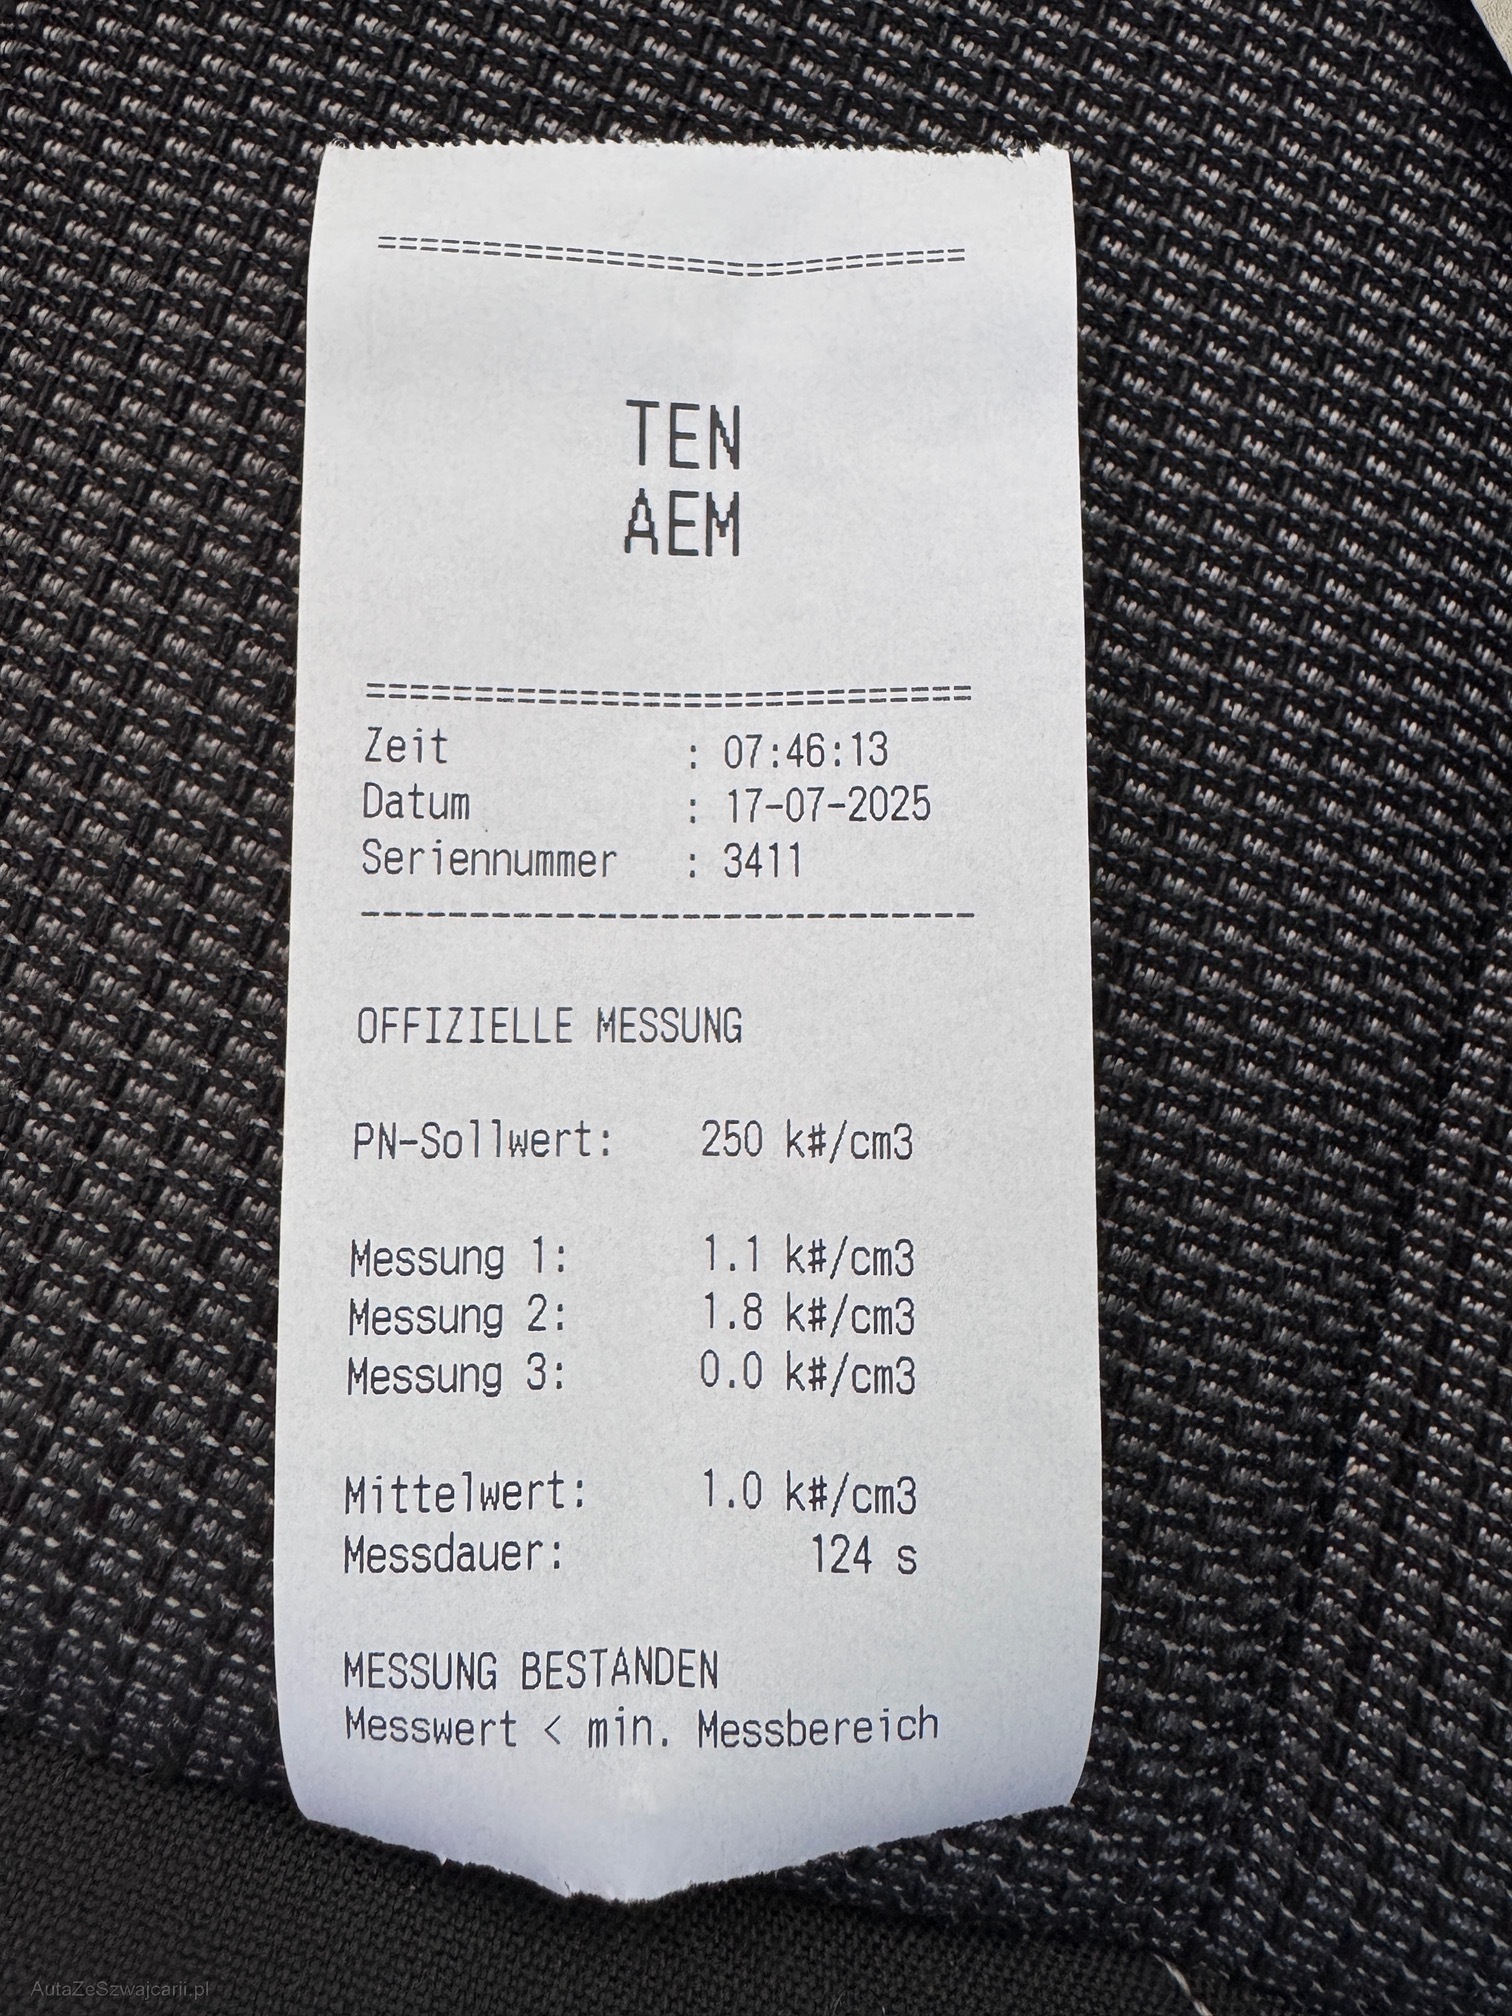 ============================
TEN
AEM
============================
Zeit : 07:46:13
Datum : 17-07-2025
Seriennummer : 3411
----------------------------
OFFIZIELLE MESSUNG
PN-Sollwert: 250 k#/cm3
Messung 1: 1.1 k#/cm3
Messung 2: 1.8 k#/cm3
Messung 3: 0.0 k#/cm3
Mittelwert: 1.0 k#/cm3
Messdauer: 124 s
MESSUNG BESTANDEN
Messwert < min. Messbereich
AutaZeSzwajcarii.pl